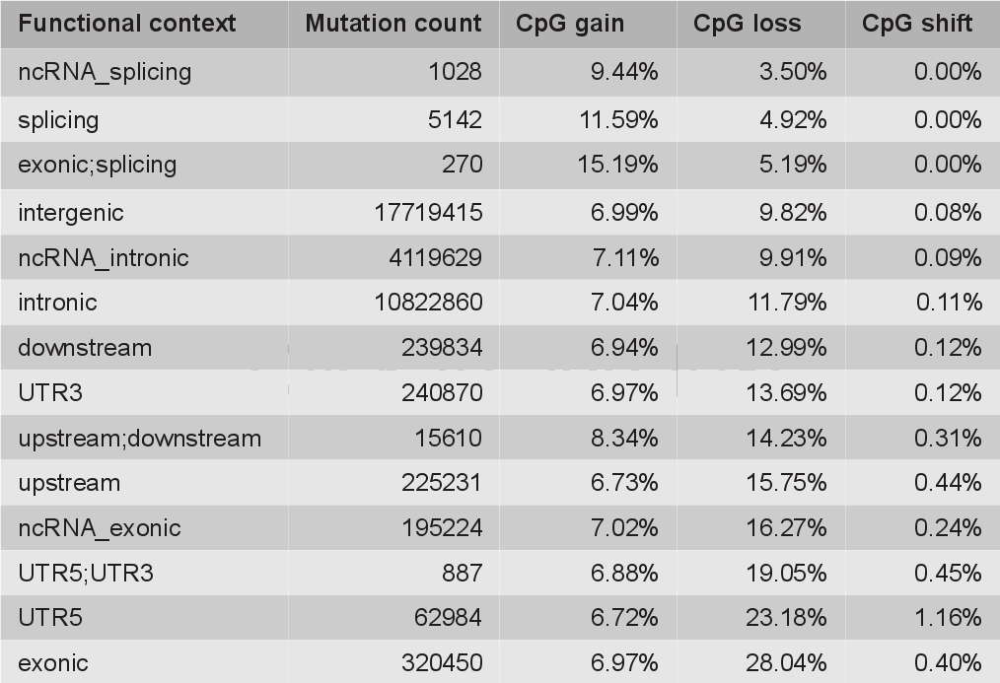 Functional context Mutation count CpG gain CpG loss CpG shift
ncRNA_splicing 1028 9.44% 3.50% 0.00%
splicing 5142 11.59% 4.92% 0.00%
exonic;splicing 270 15.19% 5.19% 0.00%
intergenic 17719415 6.99% 9.82% 0.08%
ncRNA_intronic 4119629 7.11% 9.91% 0.09%
intronic 10822860 7.04% 11.79% 0.11%
downstream 239834 6.94% 12.99% 0.12%
UTR3 240870 6.97% 13.69% 0.12%
upstream;downstream 15610 8.34% 14.23% 0.31%
upstream 225231 6.73% 15.75% 0.44%
ncRNA_exonic 195224 7.02% 16.27% 0.24%
UTR5;UTR3 887 6.88% 19.05% 0.45%
UTR5 62984 6.72% 23.18% 1.16%
exonic 320450 6.97% 28.04% 0.40%